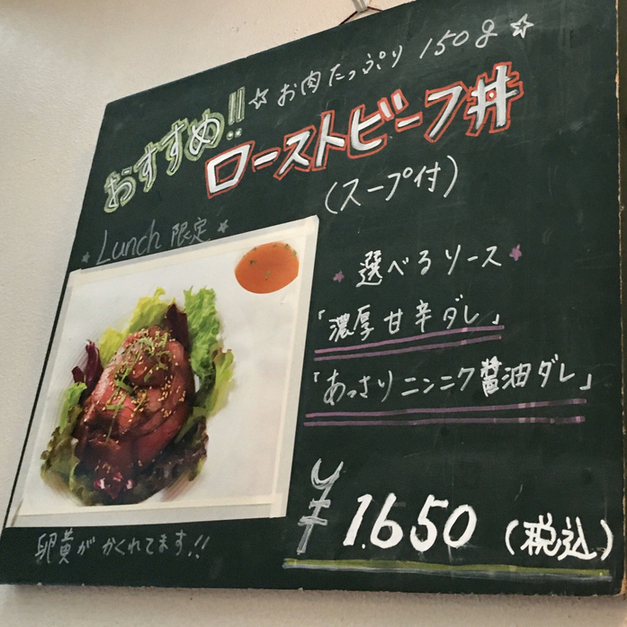 おすすめ!! ☆お肉たっぷり 150g☆
ローストビーフ丼
(スープ付)
★Lunch 限定★
★選べるソース★
「濃厚甘辛ダレ」
「あっさりニンニク醤油ダレ」
¥1.650(税込)
卵黄がかくれてます!!